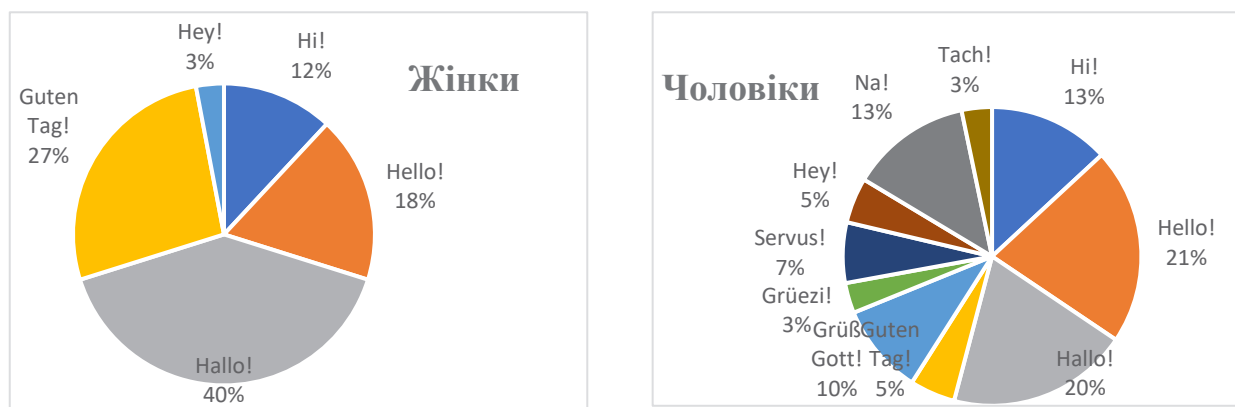 Жінки
Hey!
3%
Hi!
12%
Guten
Tag!
27%
Hello!
18%
Hallo!
40%
Чоловіки
Tach!
3%
Hi!
13%
Na!
13%
Hey!
5%
Hello!
21%
Servus!
7%
Grüezi!
3%
Grüß
Gott!
10%
Guten
Tag!
5%
Hallo!
20%